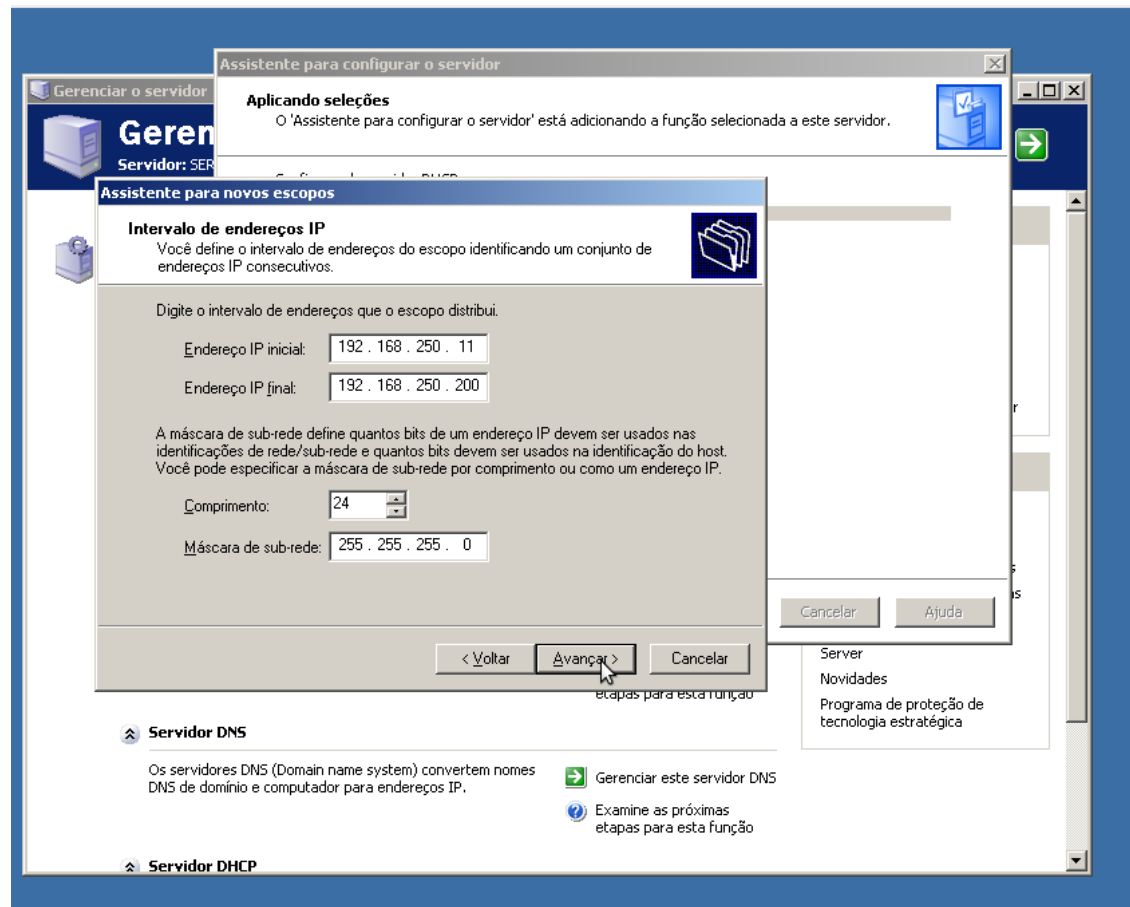 Assistente para configurar o servidor
Gerenciar o servidor
Aplicando seleções
O 'Assistente para configurar o servidor' está adicionando a função selecionada a este servidor.
Geren
Servidor: SER
Assistente para novos escopos
Intervalo de endereços IP
Você define o intervalo de endereços do escopo identificando um conjunto de
endereços IP consecutivos.
Digite o intervalo de endereços que o escopo distribui.
Endereço IP inicial: 192 . 168 . 250 . 11
Endereço IP final: 192 . 168 . 250 . 200
A máscara de sub-rede define quantos bits de um endereço IP devem ser usados nas
identificações de rede/sub-rede e quantos bits devem ser usados na identificação do host.
Você pode especificar a máscara de sub-rede por comprimento ou como um endereço IP.
Comprimento: 24
Máscara de sub-rede: 255 . 255 . 255 . 0
Cancelar Ajuda
< Voltar Avançar > Cancelar
Server
Novidades
Programa de proteção de
tecnologia estratégica
etapas para esta função
Servidor DNS
Os servidores DNS (Domain name system) convertem nomes
DNS de domínio e computador para endereços IP.
Gerenciar este servidor DNS
Examine as próximas
etapas para esta função
Servidor DHCP